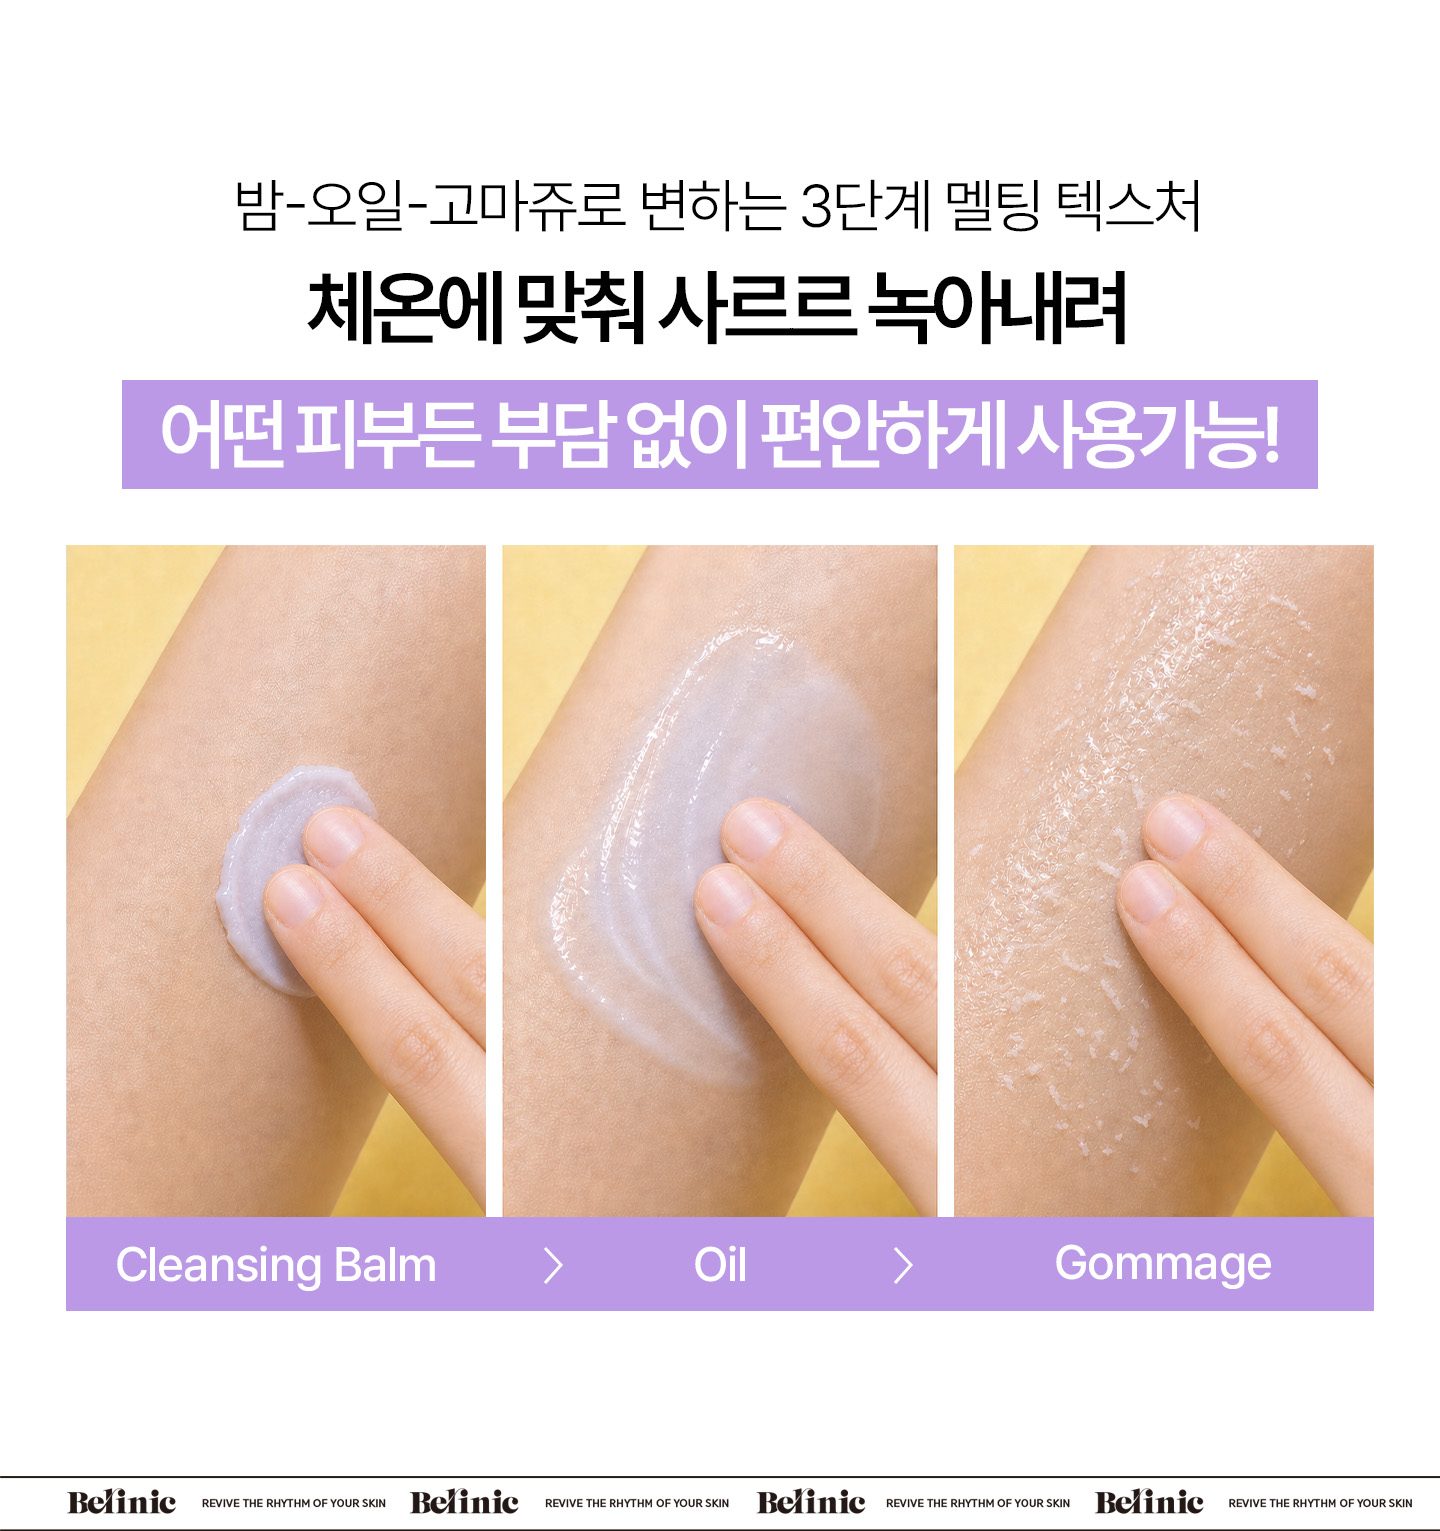 밤-오일-고마쥬로 변하는 3단계 멜팅 텍스처
체온에 맞춰 사르르 녹아내려
어떤 피부든 부담 없이 편안하게 사용가능!
Cleansing Balm > Oil > Gommage
Belinic REVIVE THE RHYTHM OF YOUR SKIN Belinic REVIVE THE RHYTHM OF YOUR SKIN Belinic REVIVE THE RHYTHM OF YOUR SKIN Belinic REVIVE THE RHYTHM OF YOUR SKIN